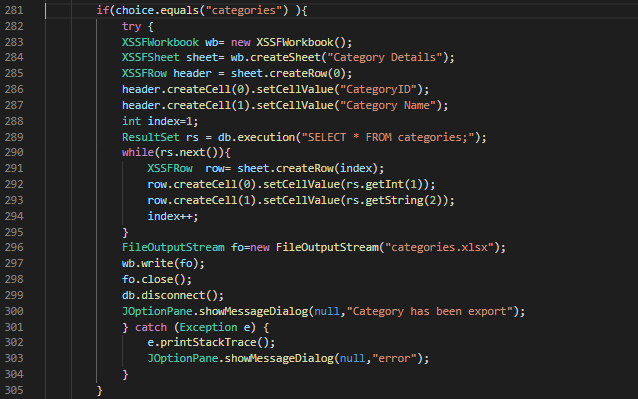 281 if(choice.equals("categories") ){
282 try {
283 XSSFWorkbook wb= new XSSFWorkbook();
284 XSSFSheet sheet= wb.createSheet("Category Details");
285 XSSFRow header = sheet.createRow(0);
286 header.createCell(0).setCellValue("CategoryID");
287 header.createCell(1).setCellValue("Category Name");
288 int index=1;
289 ResultSet rs = db.execution("SELECT * FROM categories;");
290 while(rs.next()){
291 XSSFRow  row= sheet.createRow(index);
292 row.createCell(0).setCellValue(rs.getInt(1));
293 row.createCell(1).setCellValue(rs.getString(2));
294 index++;
295 }
296 FileOutputStream fo=new FileOutputStream("categories.xlsx");
297 wb.write(fo);
298 fo.close();
299 db.disconnect();
300 JOptionPane.showMessageDialog(null,"Category has been export");
301 } catch (Exception e) {
302 e.printStackTrace();
303 JOptionPane.showMessageDialog(null,"error");
304 }
305 }